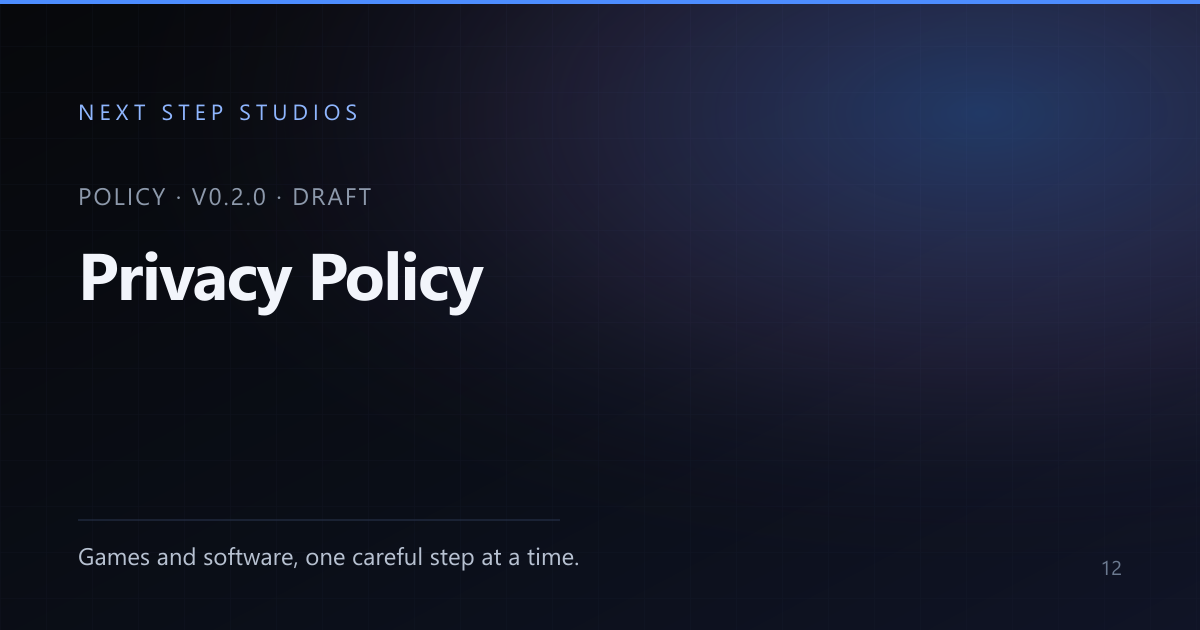 NEXT STEP STUDIOS
POLICY · V0.2.0 · DRAFT
Privacy Policy
Games and software, one careful step at a time.
12